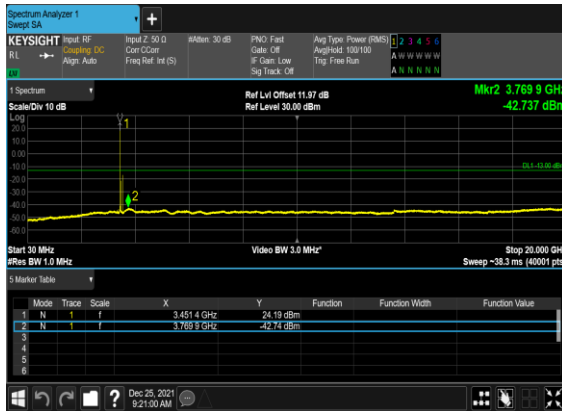 Spectrum Analyzer 1
Swept SA
+
KEYSIGHT Input: RF Input Z: 50 Ω #Atten: 30 dB PNO: Fast Avg Type: Power (RMS) 1 2 3 4 5 6
RL Coupling: DC Corr CCorr Gate: Off Avg|Hold: 100/100 A W W W W W
Align: Auto Freq Ref: Int (S) IF Gain: Low Trig: Free Run
Sig Track: Off A N N N N N
1 Spectrum
Ref Lvl Offset 11.97 dB Mkr2 3.769 9 GHz
Scale/Div 10 dB Ref Level 30.00 dBm -42.737 dBm
Log
20.0
10.0
0.00
-10.0
-20.0
-30.0
-40.0
-50.0
-60.0
1
2
DL1 -13.00 dBm
Start 30 MHz Video BW 3.0 MHz* Stop 20.000 GHz
#Res BW 1.0 MHz Sweep ~38.3 ms (40001 pts)
5 Marker Table
Mode Trace Scale X Y Function Function Width Function Value
1 N 1 f 3.451 4 GHz 24.19 dBm
2 N 1 f 3.769 9 GHz -42.74 dBm
3
4
5
6
? Dec 25, 2021
9:21:00 AM